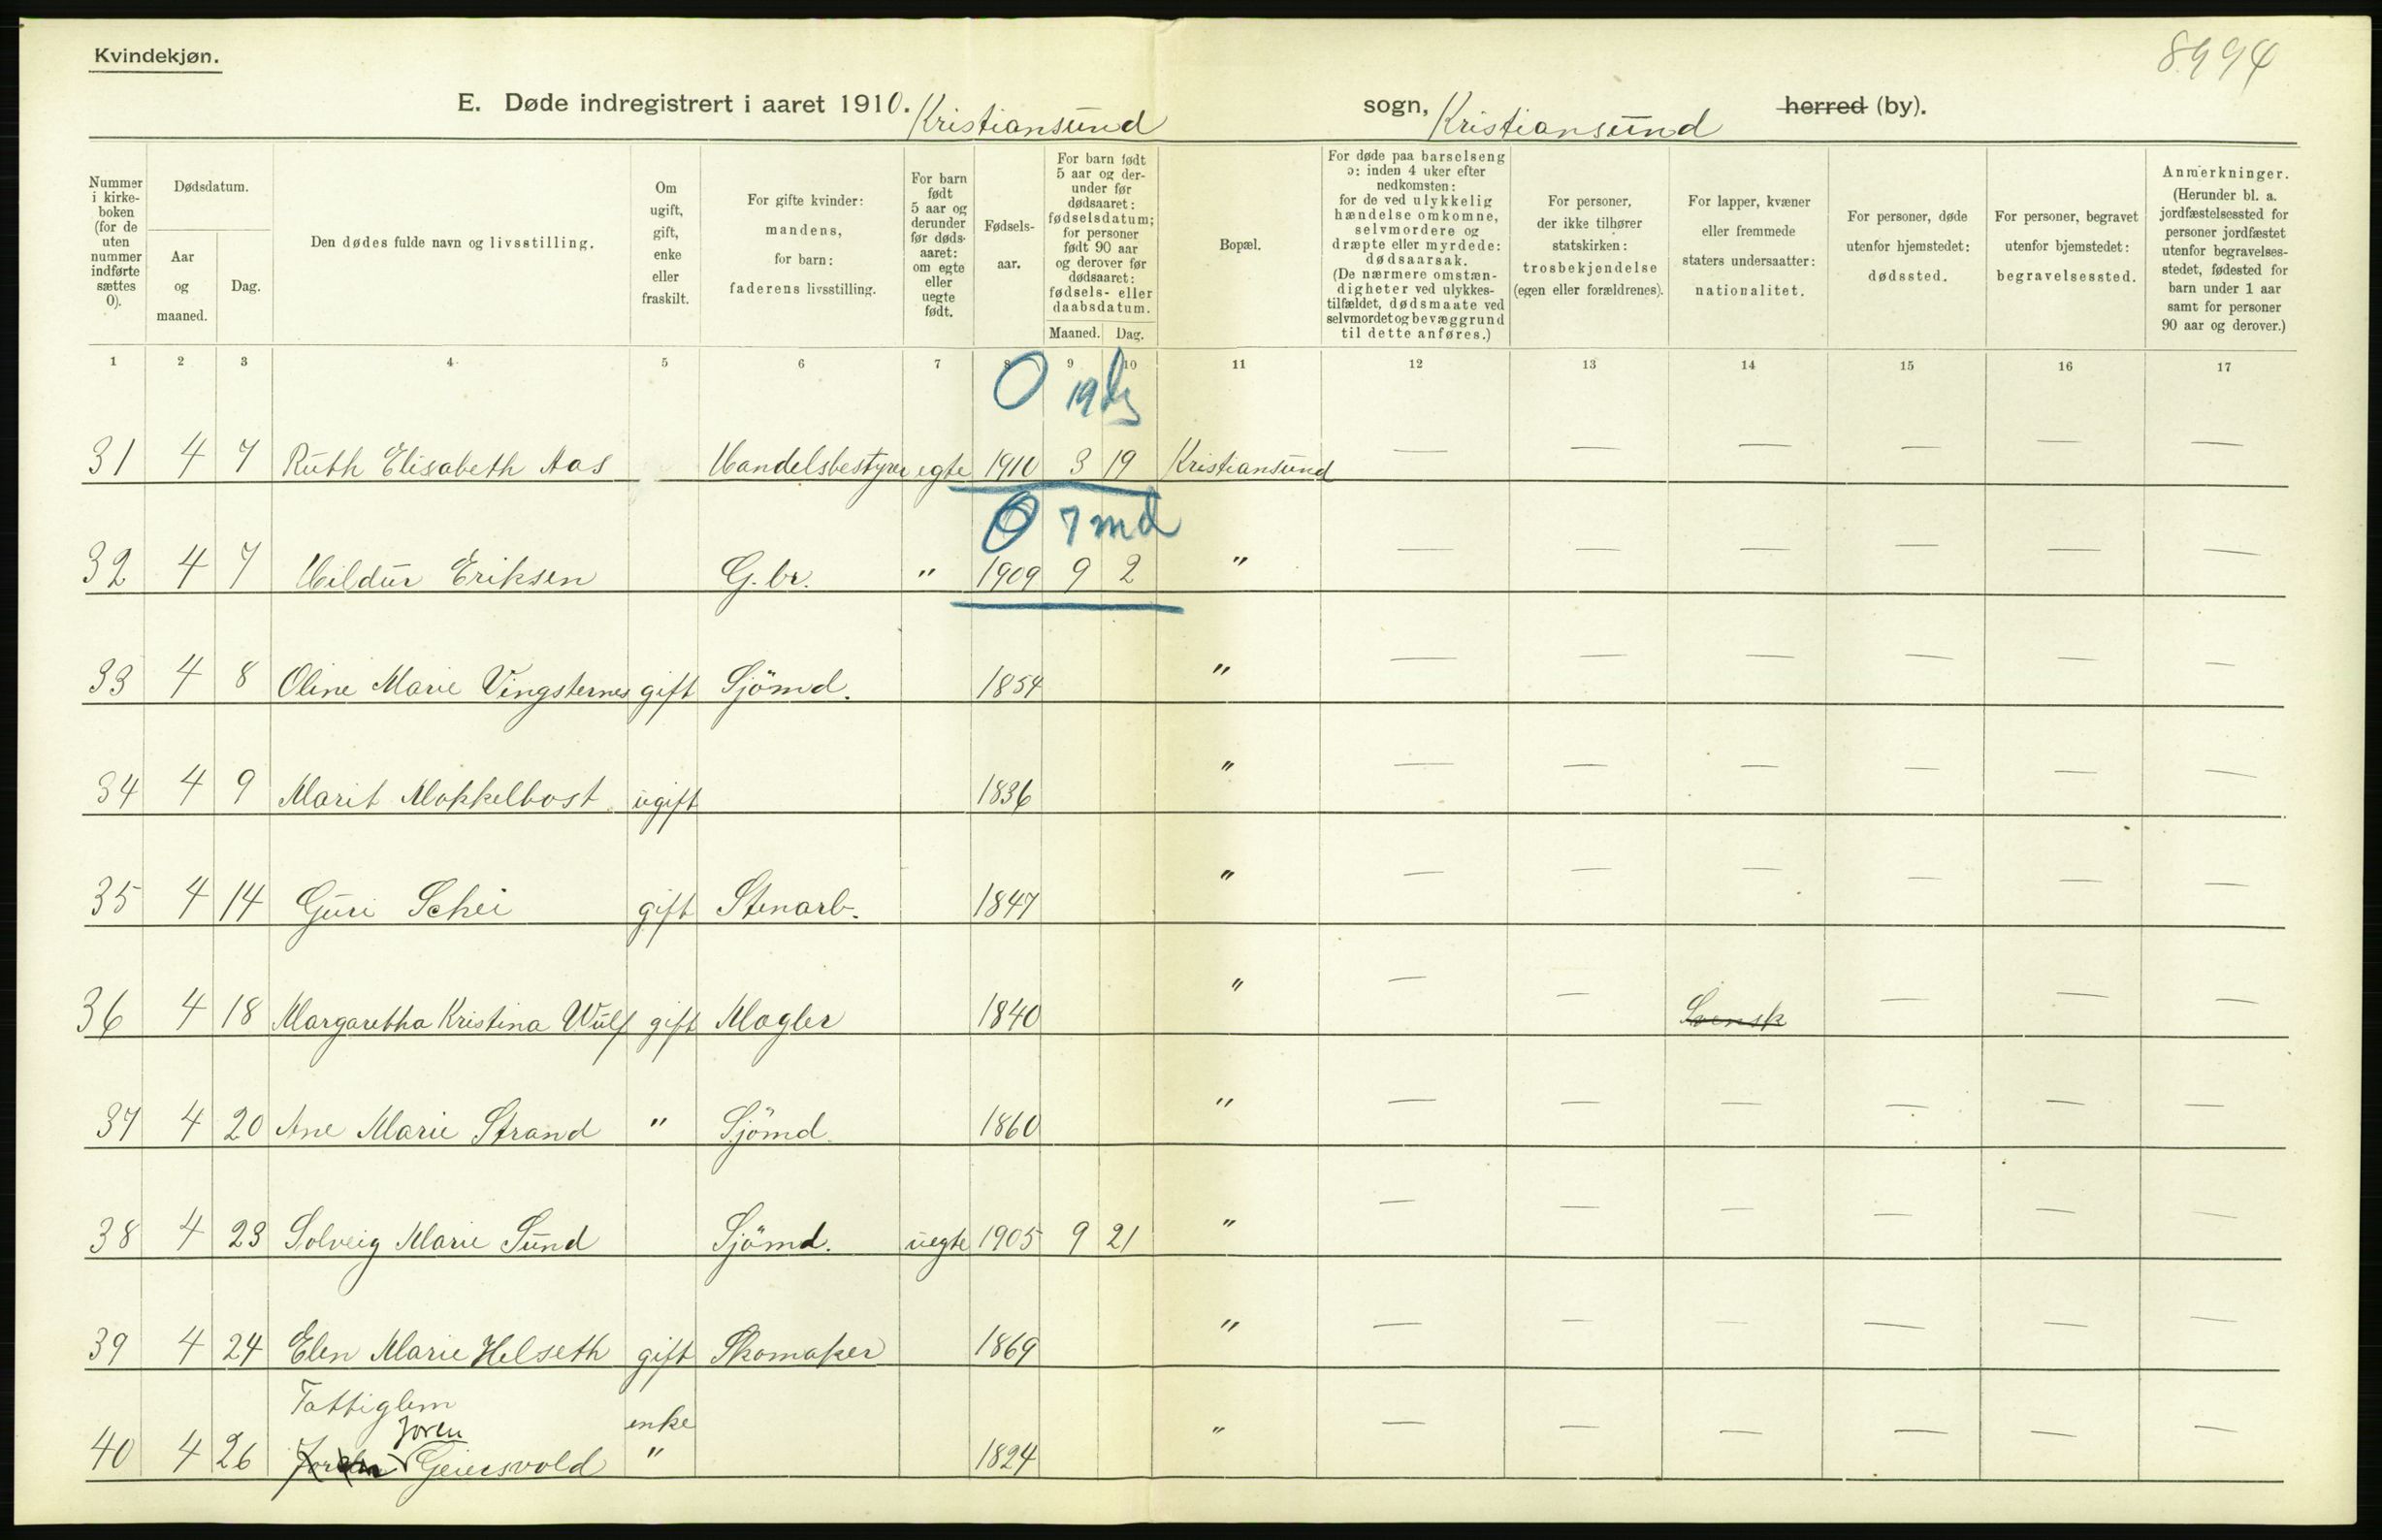 Kvindekjøn.
8994
E. Døde indregistrert i aaret 1910. Kristiansund sogn, Kristiansund herred (by).
Nummer i kirkeboken (for de uten nummer indførte sættes 0).
Dødsdatum.
Aar og maaned.
Dag.
Den dødes fulde navn og livsstilling.
Om ugift, gift, enke eller fraskilt.
For gifte kvinder: mandens, for barn: faderens livsstilling.
For barn født 5 aar og derunder før dødsaaret: om egte eller uegte født.
Fødselsaar.
For barn født 5 aar og derunder før dødsaaret: fødselsdatum; for personer født 90 aar og derover før dødsaaret: fødsels- eller daabsdatum.
Maaned. Dag.
Bopæl.
For døde paa barselseng ɔ: inden 4 uker efter nedkomsten: for de ved ulykkelig hændelse omkomne, selvmordere og dræpte eller myrdede: dødsaarsak. (De nærmere omstændigheter ved ulykkestilfældet, dødsmaate ved selvmordet og bevæggrund til dette anføres.)
For personer, der ikke tilhører statskirken: trosbekjendelse (egen eller forældrenes).
For lapper, kvæner eller fremmede staters undersaatter: nationalitet.
For personer, døde utenfor hjemstedet: dødssted.
For personer, begravet utenfor bjemstedet: begravelsessted.
Anmerkninger. (Herunder bl. a. jordfæstelsessted for personer jordfæstet utenfor begravelsesstedet, fødested for barn under 1 aar samt for personer 90 aar og derover.)
1 2 3 4 5 6 7 8 9 10 11 12 13 14 15 16 17
0 19 dg
31 4 7 Ruth Elisabeth Aas Handelsbestyrer egte 1910 3 19 Kristiansund — — — — — —
0 7 md
32 4 7 Hildur Eriksen G.br. " 1909 9 2 " — — — — — —
33 4 8 Oline Marie Vingsternes gift Sjömd. 1854 " — — — — — —
34 4 9 Marit Mokkelbost ugift 1836 " — — — — — —
35 4 14 Guri Schei gift Stenarb. 1847 " — — — — — —
36 4 18 Margaretha Kristina Wulf gift Mægler 1840 " — — Svensk — — —
37 4 20 Ane Marie Strand " Sjömd. 1860 " — — — — — —
38 4 23 Solveig Marie Sund Sjömd. uegte 1905 9 21 " — — — — — —
39 4 24 Elen Marie Helseth gift Skomaker 1869 " — — — — — —
Fattiglem enke
Joren
40 4 26 Geiersvold " 1824 " — — — — — —